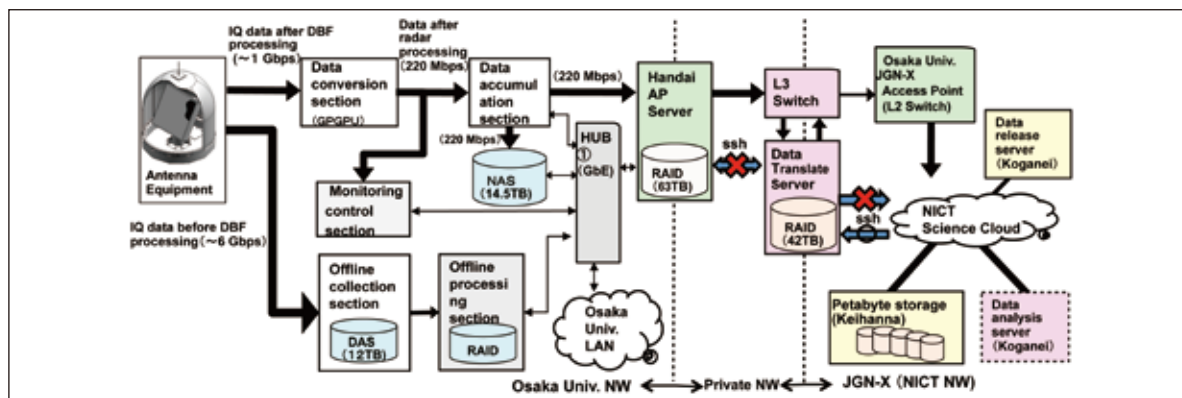 IQ data after DBF
processing
(～1 Gbps)
Data after
radar
processing
(220 Mbps)
Antenna
Equipment
Data
conversion
section
(GPGPU)
Data
accumul
ation
section
(220 Mbps)
(220 Mbps)
NAS
(14.5TB)
Monitoring
control
section
IQ data before DBF
processing(～6 Gbps)
Offline
collection
section
DAS
(12TB)
Offline
process
ing
section
RAID
HUB
①
(GbE)
Osaka
Univ.
LAN
Handai
AP
Server
RAID
(63TB)
ssh
L3
Switch
Data
Translate
Server
RAID
(42TB)
ssh
Osaka Univ.
JGN-X
Access Point
(L2 Switch)
Data
release
server
(Koganei)
NICT
Science Cloud
Petabyte storage
(Keihanna)
Data
analysis
server
(Koganei)
Osaka Univ. NW
Private NW
JGN-X (NICT NW)